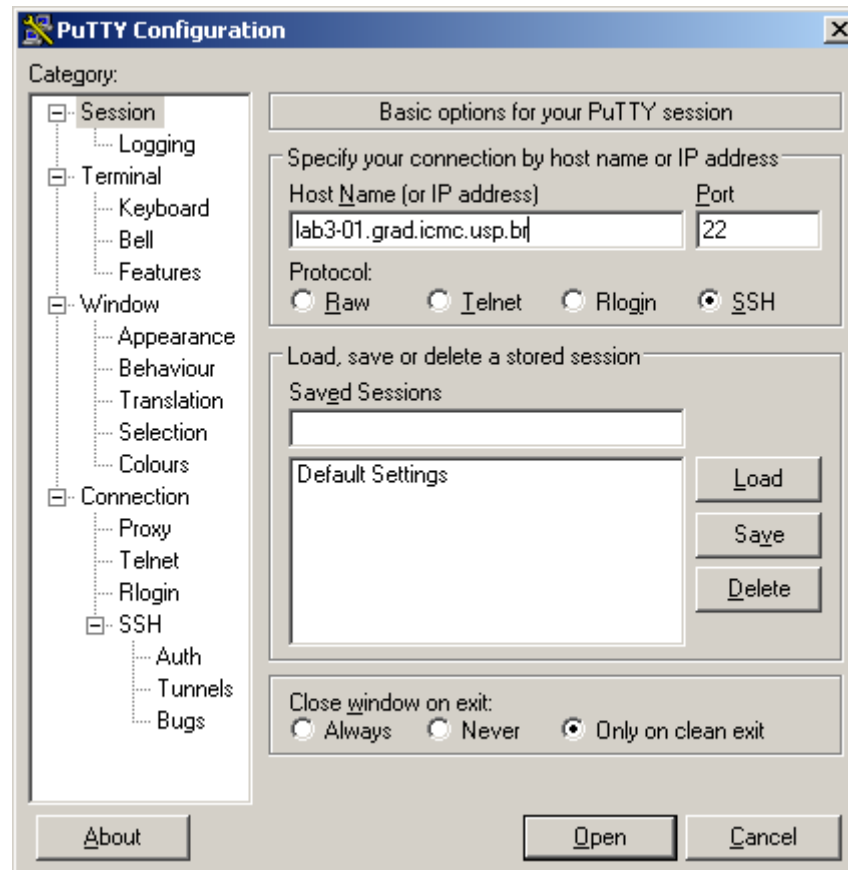 PuTTY Configuration
Category:
Session
Logging
Terminal
Keyboard
Bell
Features
Window
Appearance
Behaviour
Translation
Selection
Colours
Connection
Proxy
Telnet
Rlogin
SSH
Auth
Tunnels
Bugs
Basic options for your PuTTY session
Specify your connection by host name or IP address
Host Name (or IP address) Port
lab3-01.grad.icmc.usp.br 22
Protocol:
Raw Telnet Rlogin SSH
Load, save or delete a stored session
Saved Sessions
Default Settings
Load
Save
Delete
Close window on exit:
Always Never Only on clean exit
About Open Cancel